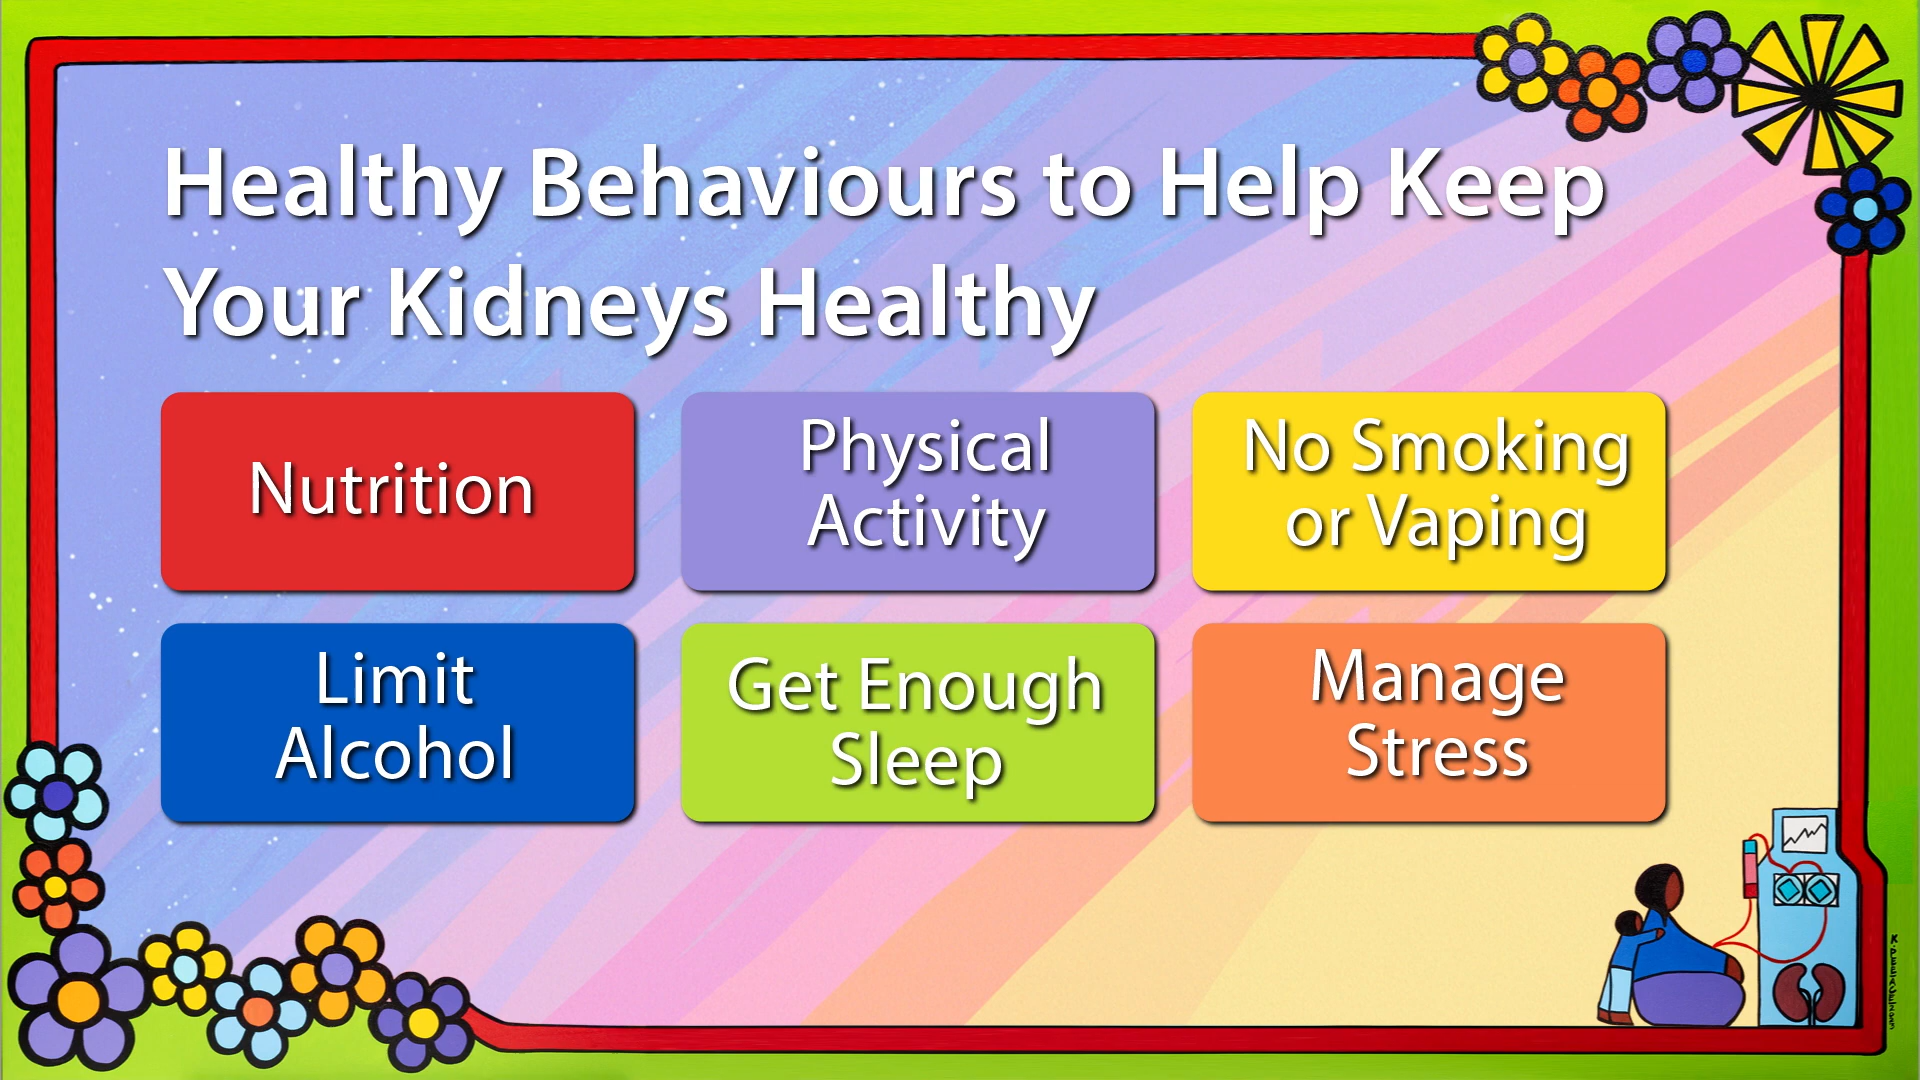 Healthy Behaviours to Help Keep
Your Kidneys Healthy
Nutrition
Physical
Activity
No Smoking
or Vaping
Limit
Alcohol
Get Enough
Sleep
Manage
Stress